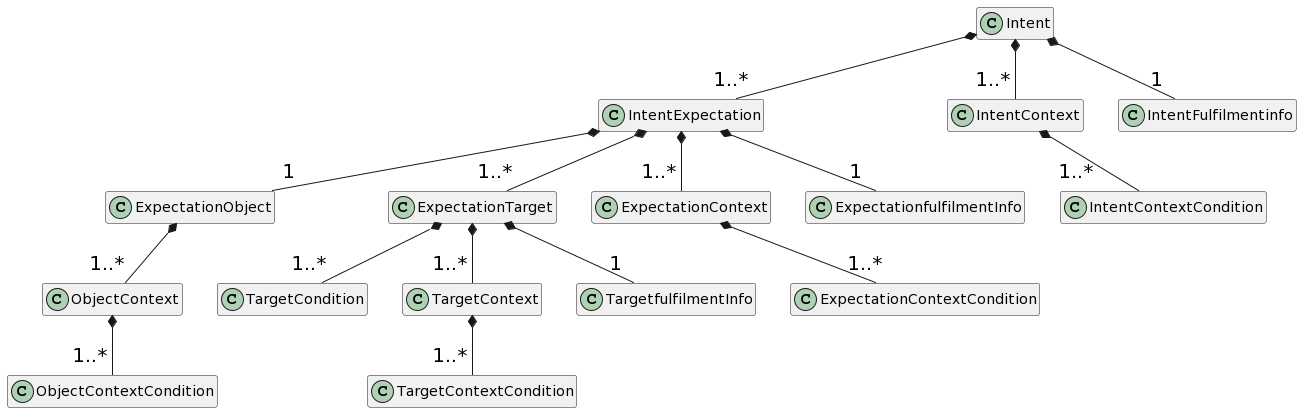 C Intent
1..*
1..*
1
C IntentExpectation
C IntentContext
C IntentFulfilmentinfo
1
1..*
1..*
1
1..*
C ExpectationObject
C ExpectationTarget
C ExpectationContext
C ExpectationfulfilmentInfo
C IntentContextCondition
1..*
1..*
1..*
1
1..*
C ObjectContext
C TargetCondition
C TargetContext
C TargetfulfilmentInfo
C ExpectationContextCondition
1..*
1..*
C ObjectContextCondition
C TargetContextCondition